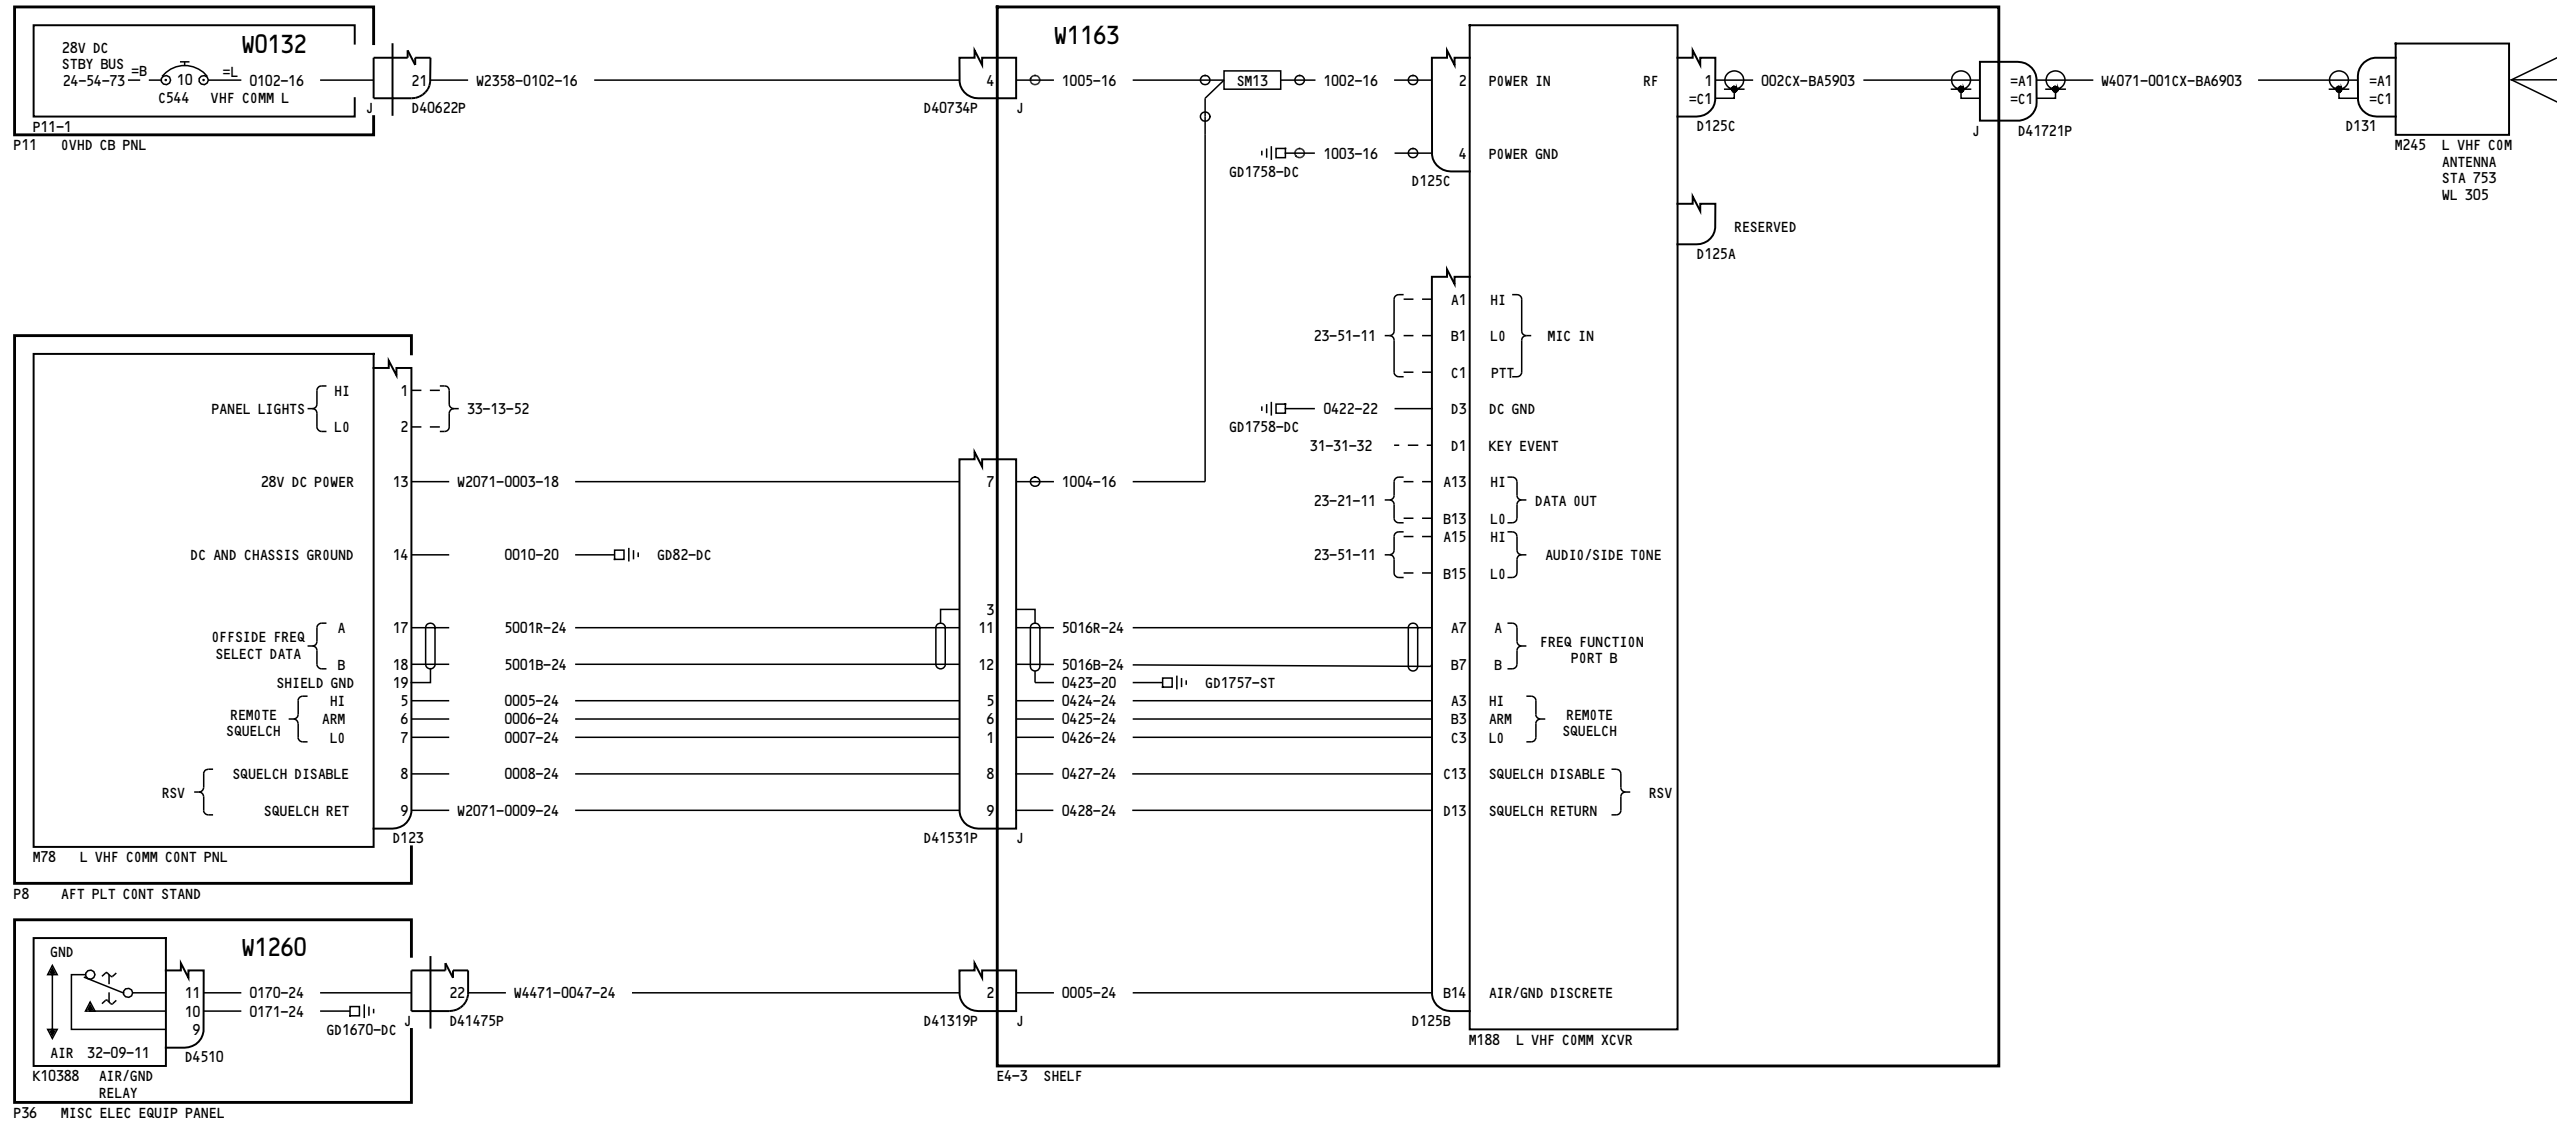 W0132
28V DC
STBY BUS
24-54-73 =B 10 =L 0102-16
C544 VHF COMM L
P11-1
P11 OVHD CB PNL
J
21
D40622P
W2358-0102-16
4
D40734P
J
W1163
1005-16
SM13
1002-16
2 POWER IN
GD1758-DC
1003-16
4 POWER GND
D125C
RF
1
=C1
D125C
002CX-BA5903
=A1
=C1
J
D41721P
W4071-001CX-BA6903
=A1
=C1
D131
M245 L VHF COM
ANTENNA
STA 753
WL 305
RESERVED
D125A
23-51-11
A1 HI
B1 LO
C1 PTT
MIC IN
GD1758-DC
0422-22
D3 DC GND
31-31-32
D1 KEY EVENT
23-21-11
A13 HI
B13 LO
DATA OUT
23-51-11
A15 HI
B15 LO
AUDIO/SIDE TONE
PANEL LIGHTS
HI 1
LO 2
33-13-52
28V DC POWER 13 W2071-0003-18 7 1004-16
DC AND CHASSIS GROUND 14 0010-20 GD82-DC
3
OFFSIDE FREQ
SELECT DATA
A 17 5001R-24 11 5016R-24 A7 A
B 18 5001B-24 12 5016B-24 B7 B
FREQ FUNCTION
PORT B
SHIELD GND 19 0423-20 GD1757-ST
REMOTE
SQUELCH
HI 5 0005-24 5 0424-24 A3 HI
ARM 6 0006-24 6 0425-24 B3 ARM
LO 7 0007-24 1 0426-24 C3 LO
REMOTE
SQUELCH
RSV
SQUELCH DISABLE 8 0008-24 8 0427-24 C13 SQUELCH DISABLE
SQUELCH RET 9 W2071-0009-24 9 0428-24 D13 SQUELCH RETURN
RSV
D123
D41531P
J
M78 L VHF COMM CONT PNL
P8 AFT PLT CONT STAND
W1260
GND
AIR 32-09-11
11 0170-24
10 0171-24
9
GD1670-DC
D4510
J
22
D41475P
W4471-0047-24
2
D41319P
J
0005-24
B14 AIR/GND DISCRETE
D125B
M188 L VHF COMM XCVR
E4-3 SHELF
K10388 AIR/GND
RELAY
P36 MISC ELEC EQUIP PANEL